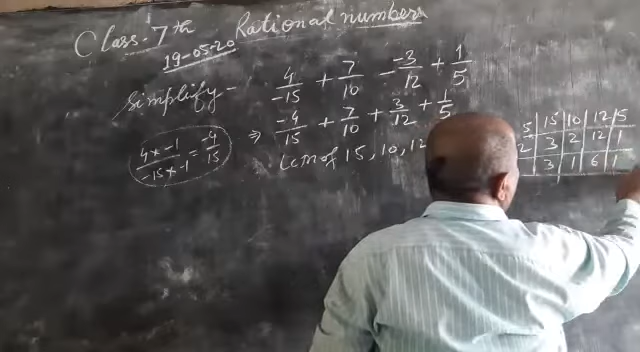 Class-7th Rational numbers
19-05-20
Simplify - 4/-15 + 7/10 - -3/12 + 1/5
4×-1/-15×-1 = -4/15
⇒ -4/15 + 7/10 + 3/12 + 1/5
LCM of 15, 10, 12
5 | 15 | 10 | 12 | 5
2 | 3 | 2 | 12 | 1
3 | 1 | 6 | 1